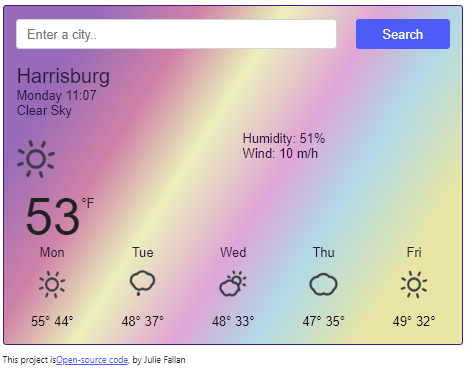 Enter a city..
Search
Harrisburg
Monday 11:07
Clear Sky
Humidity: 51%
Wind: 10 m/h
53 °F
Mon Tue Wed Thu Fri
55° 44° 48° 37° 48° 33° 47° 35° 49° 32°
This project isOpen-source code, by Julie Fallan